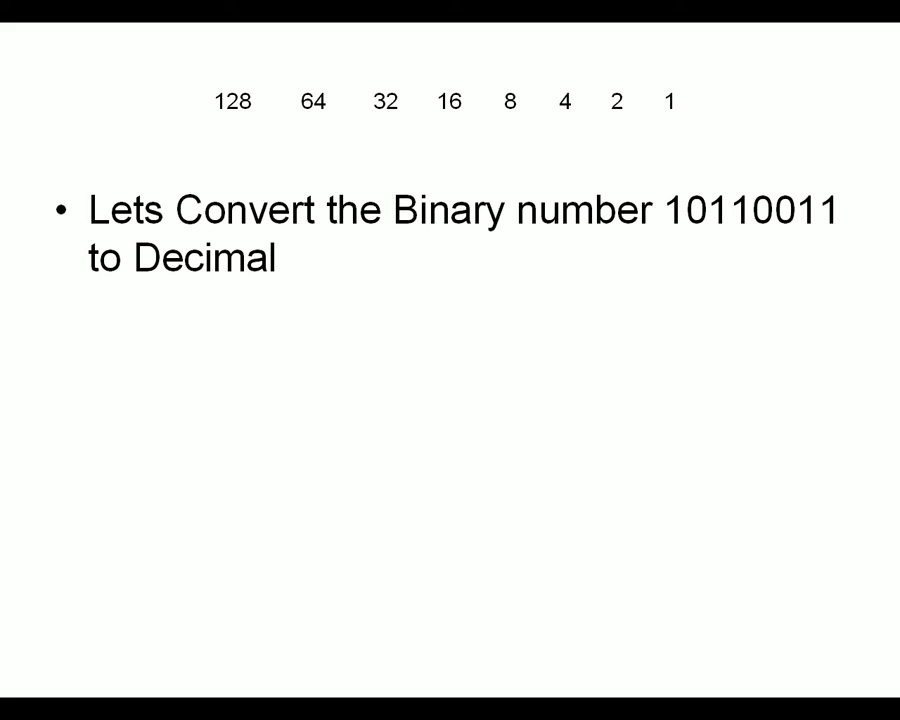 128 64 32 16 8 4 2 1
• Lets Convert the Binary number 10110011
to Decimal